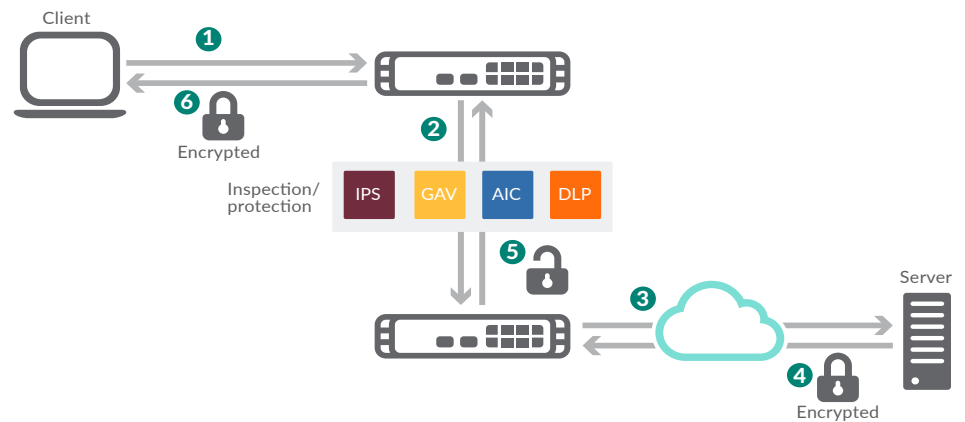 Client
1
6
Encrypted
2
Inspection/
protection
IPS
GAV
AIC
DLP
5
3
Server
4
Encrypted